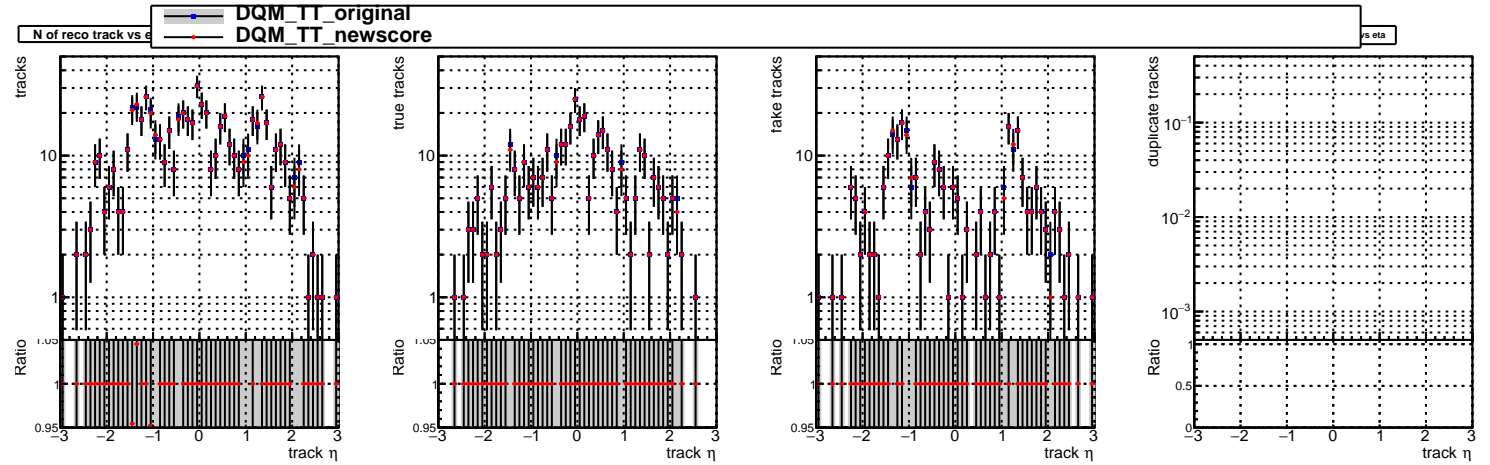 DQM_TT_original
DQM_TT_newscore
N of reco track vs e
vs eta
tracks
10
1
Ratio
1.05
1
0.95
−3 −2 −1 0 1 2 3
track η
true tracks
10
1
Ratio
1.05
1
0.95
−3 −2 −1 0 1 2 3
track η
fake tracks
10
1
Ratio
1.05
1
0.95
−3 −2 −1 0 1 2 3
track η
duplicate tracks
10−1
10−2
10−3
Ratio
1
0.5
0
−3 −2 −1 0 1 2 3
track η